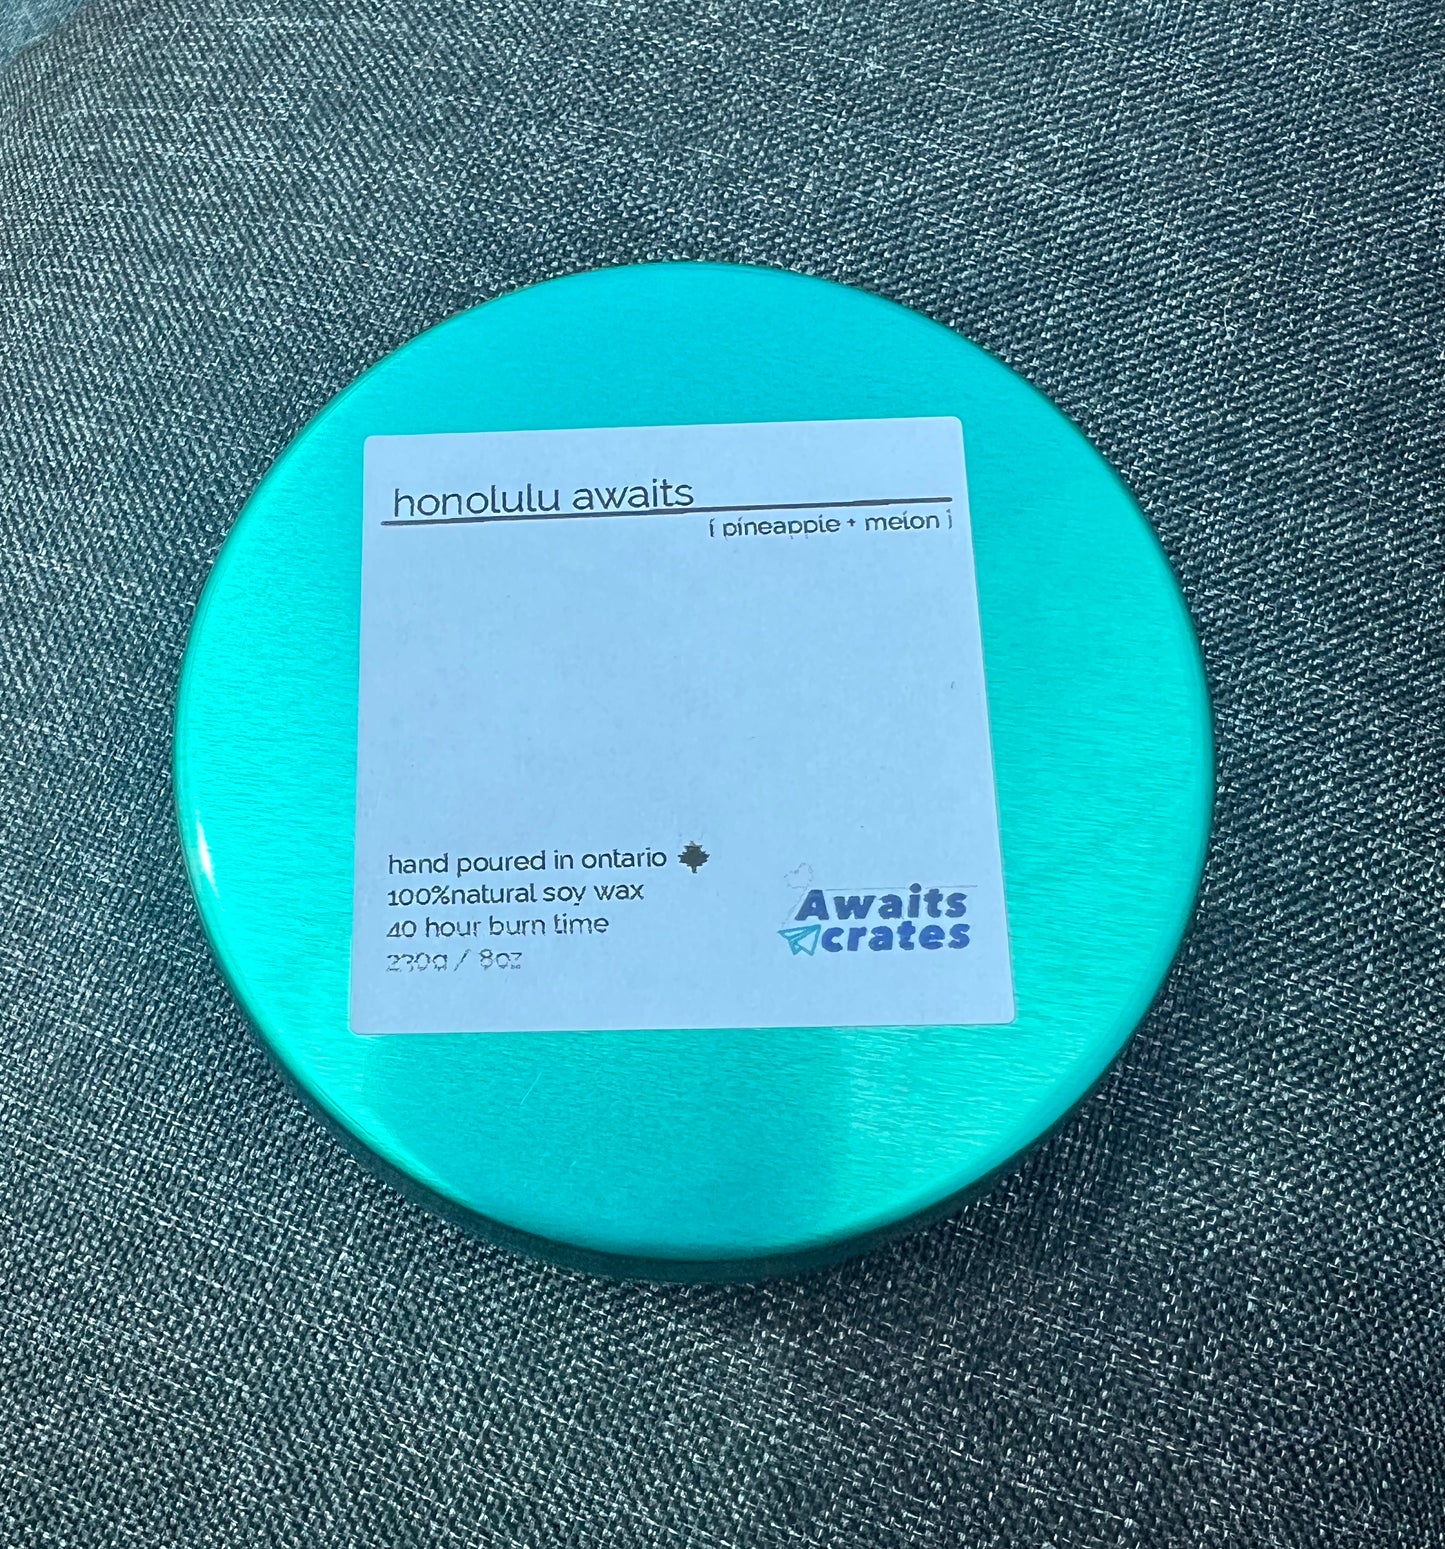 honolulu awaits
[ pineapple + melon ]
hand poured in ontario
100%natural soy wax
40 hour burn time
230g / 8oz
Awaits
crates